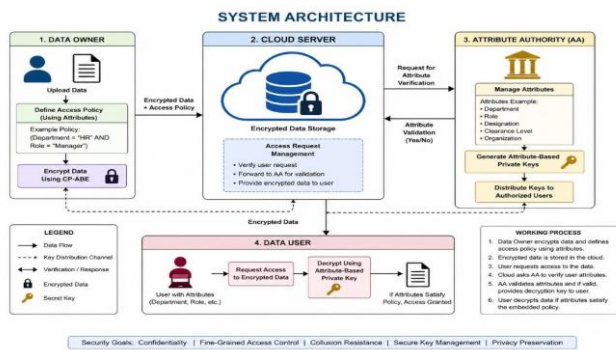 SYSTEM ARCHITECTURE
1. DATA OWNER
Upload Data
Define Access Policy
(Using Attributes)
Example Policy:
(Department = "HR" AND
Role = "Manager")
Encrypt Data
Using CP-ABE
Encrypted Data
+ Access Policy
2. CLOUD SERVER
Encrypted Data Storage
Access Request
Management
• Verify user request
• Forward to AA for validation
• Provide encrypted data to user
Request for
Attribute
Verification
Attribute
Validation
(Yes/No)
3. ATTRIBUTE AUTHORITY (AA)
Manage Attributes
Attributes Example:
• Department
• Role
• Designation
• Clearance Level
• Organization
Generate Attribute-Based
Private Keys
Distribute Keys to
Authorized Users
Encrypted Data
LEGEND
Data Flow
Key Distribution Channel
Verification / Response
Encrypted Data
Secret Key
4. DATA USER
User with Attributes
(Department, Role, etc.)
Request Access
to Encrypted Data
Decrypt Using
Attribute-Based
Private Key
If Attributes Satisfy
Policy, Access Granted
WORKING PROCESS
1. Data Owner encrypts data and defines
access policy using attributes.
2. Encrypted data is stored in the cloud.
3. User requests access to the data.
4. Cloud asks AA to verify user attributes.
5. AA validates attributes and if valid,
provides decryption key to user.
6. User decrypts data if attributes satisfy
the embedded policy.
Security Goals; Confidentiality | Fine-Grained Access Control | Collusion Resistance | Secure Key Management | Privacy Preservation